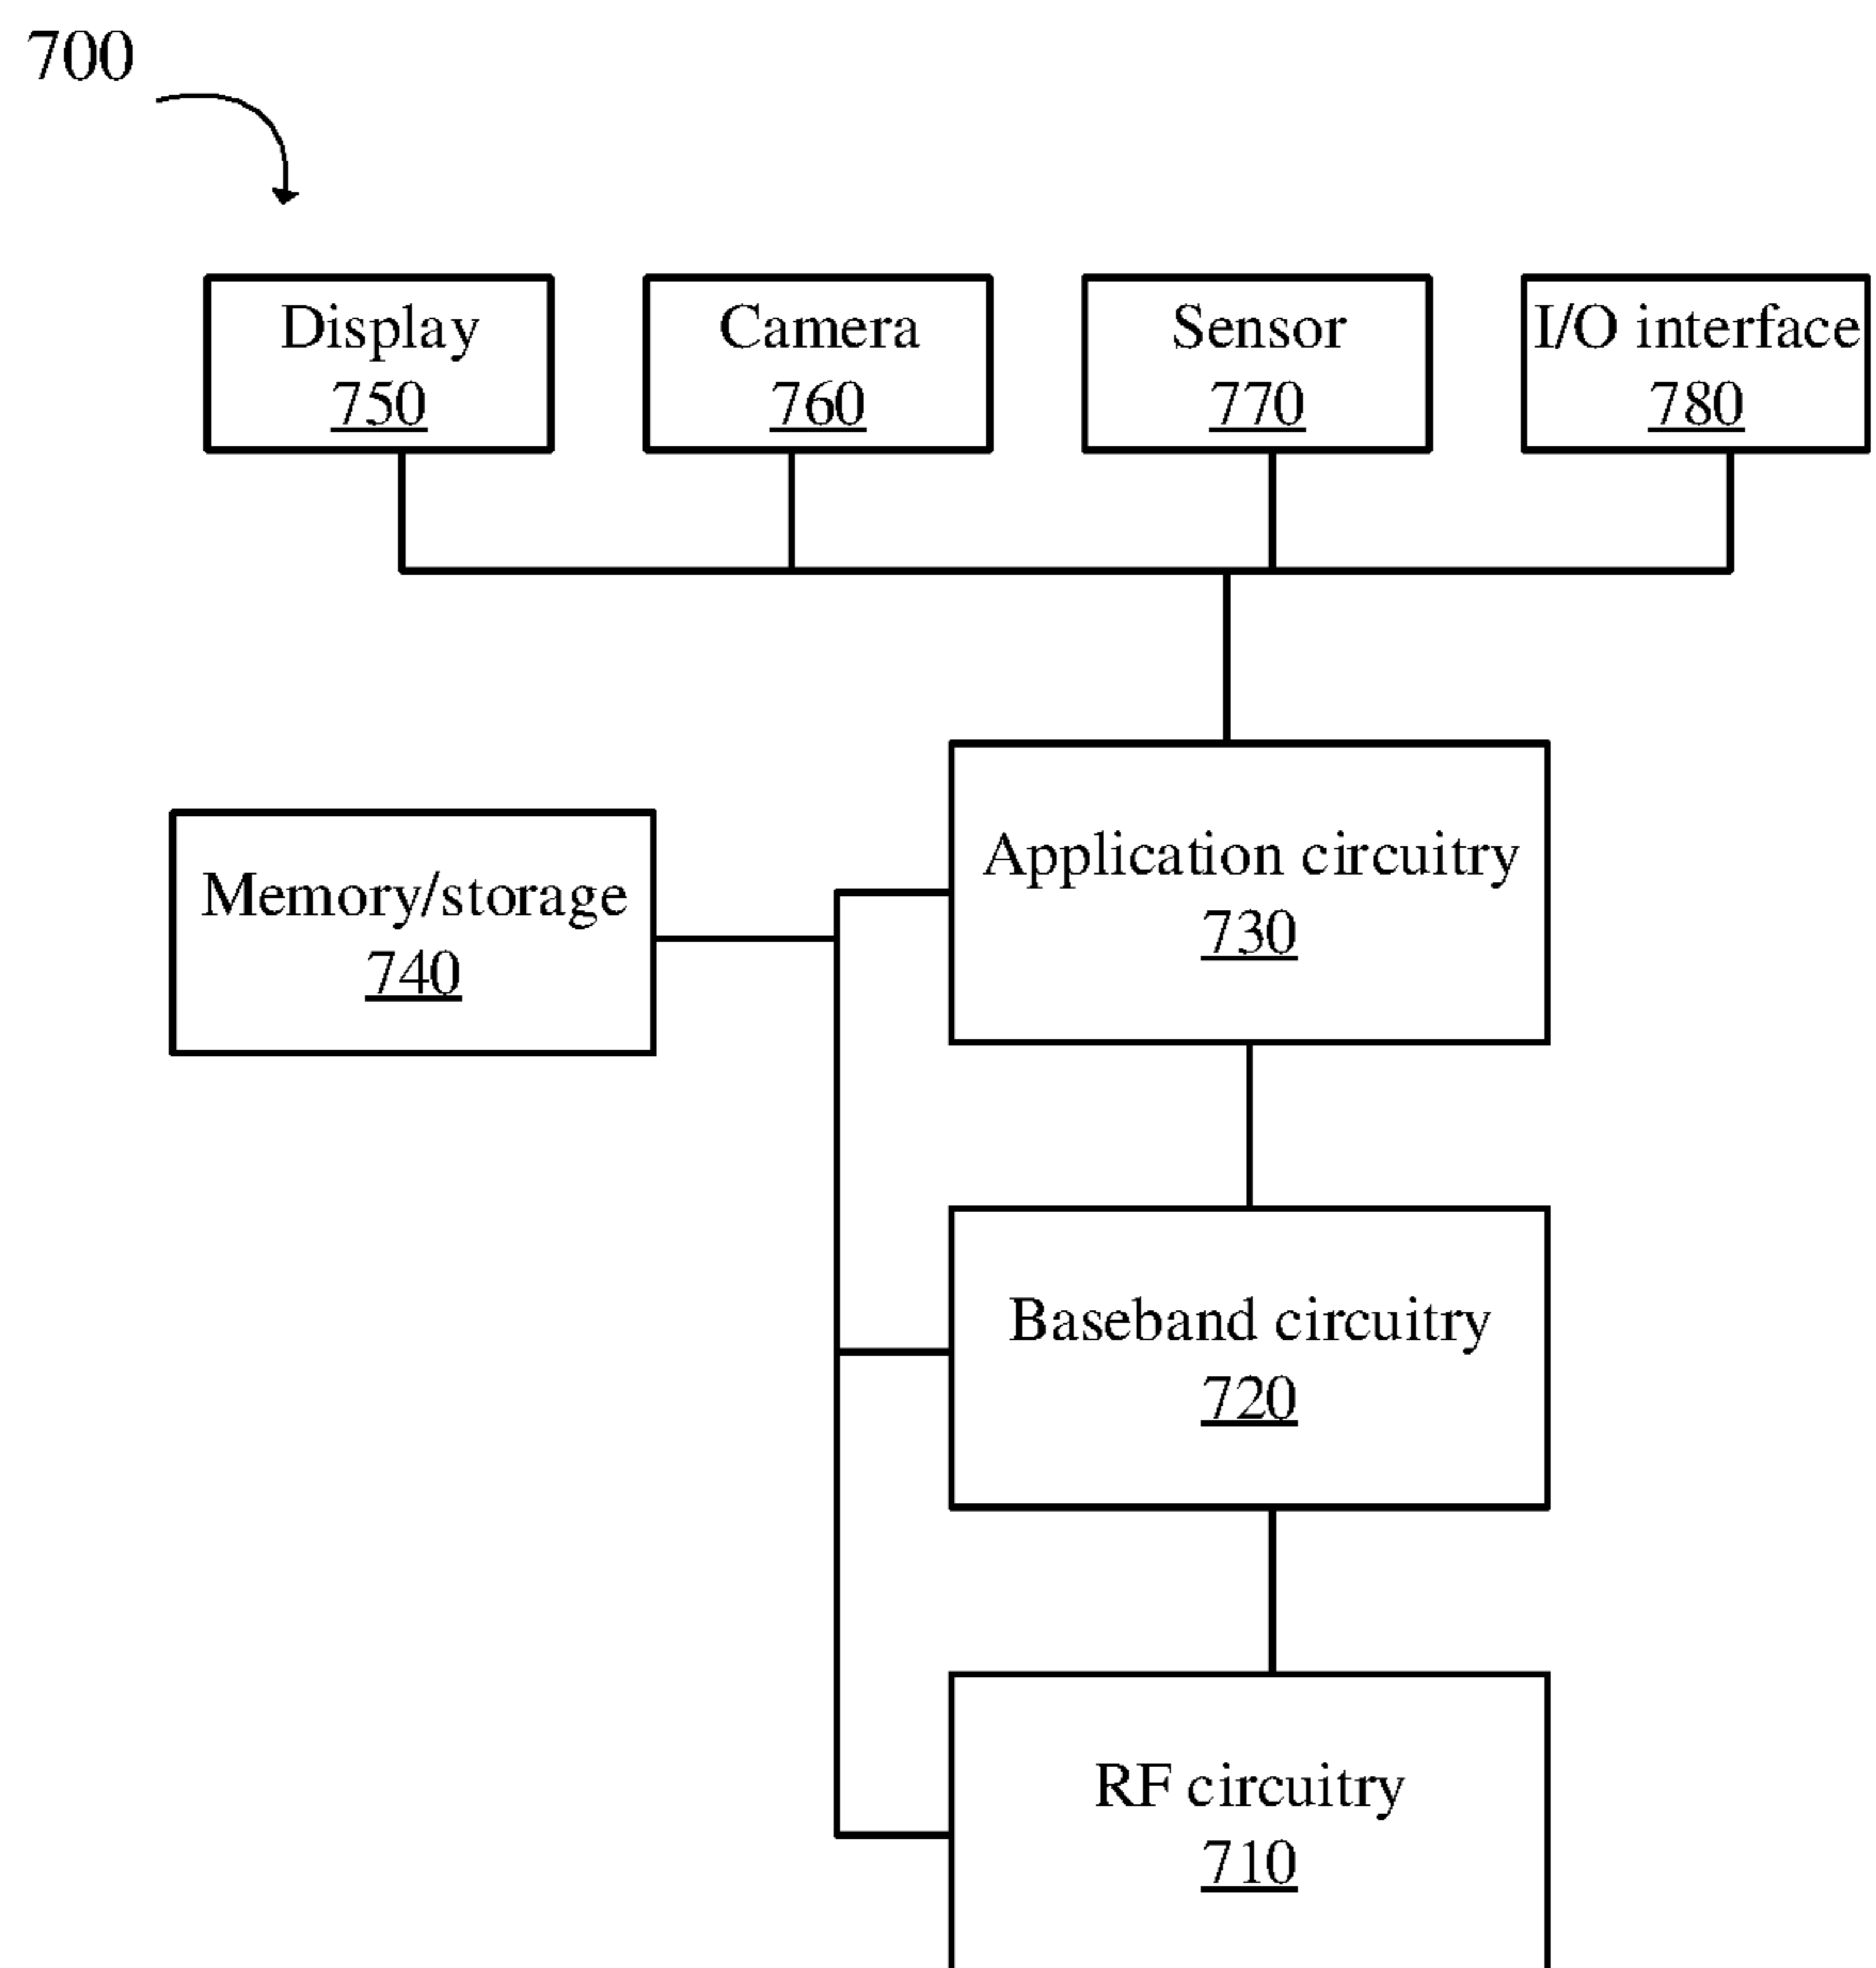 700
Display
750
Camera
760
Sensor
770
I/O interface
780
Application circuitry
730
Memory/storage
740
Baseband circuitry
720
RF circuitry
710